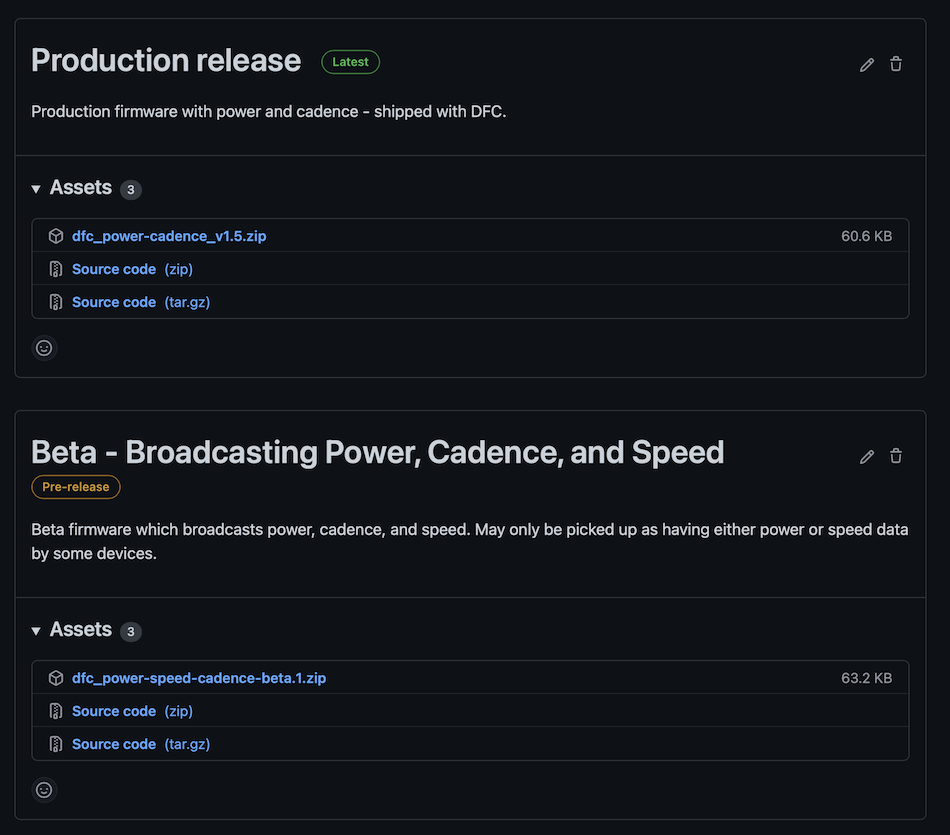 Production release Latest
Production firmware with power and cadence - shipped with DFC.
▼ Assets 3
dfc_power-cadence_v1.5.zip 60.6 KB
Source code (zip)
Source code (tar.gz)
Beta - Broadcasting Power, Cadence, and Speed
Pre-release
Beta firmware which broadcasts power, cadence, and speed. May only be picked up as having either power or speed data
by some devices.
▼ Assets 3
dfc_power-speed-cadence-beta.1.zip 63.2 KB
Source code (zip)
Source code (tar.gz)